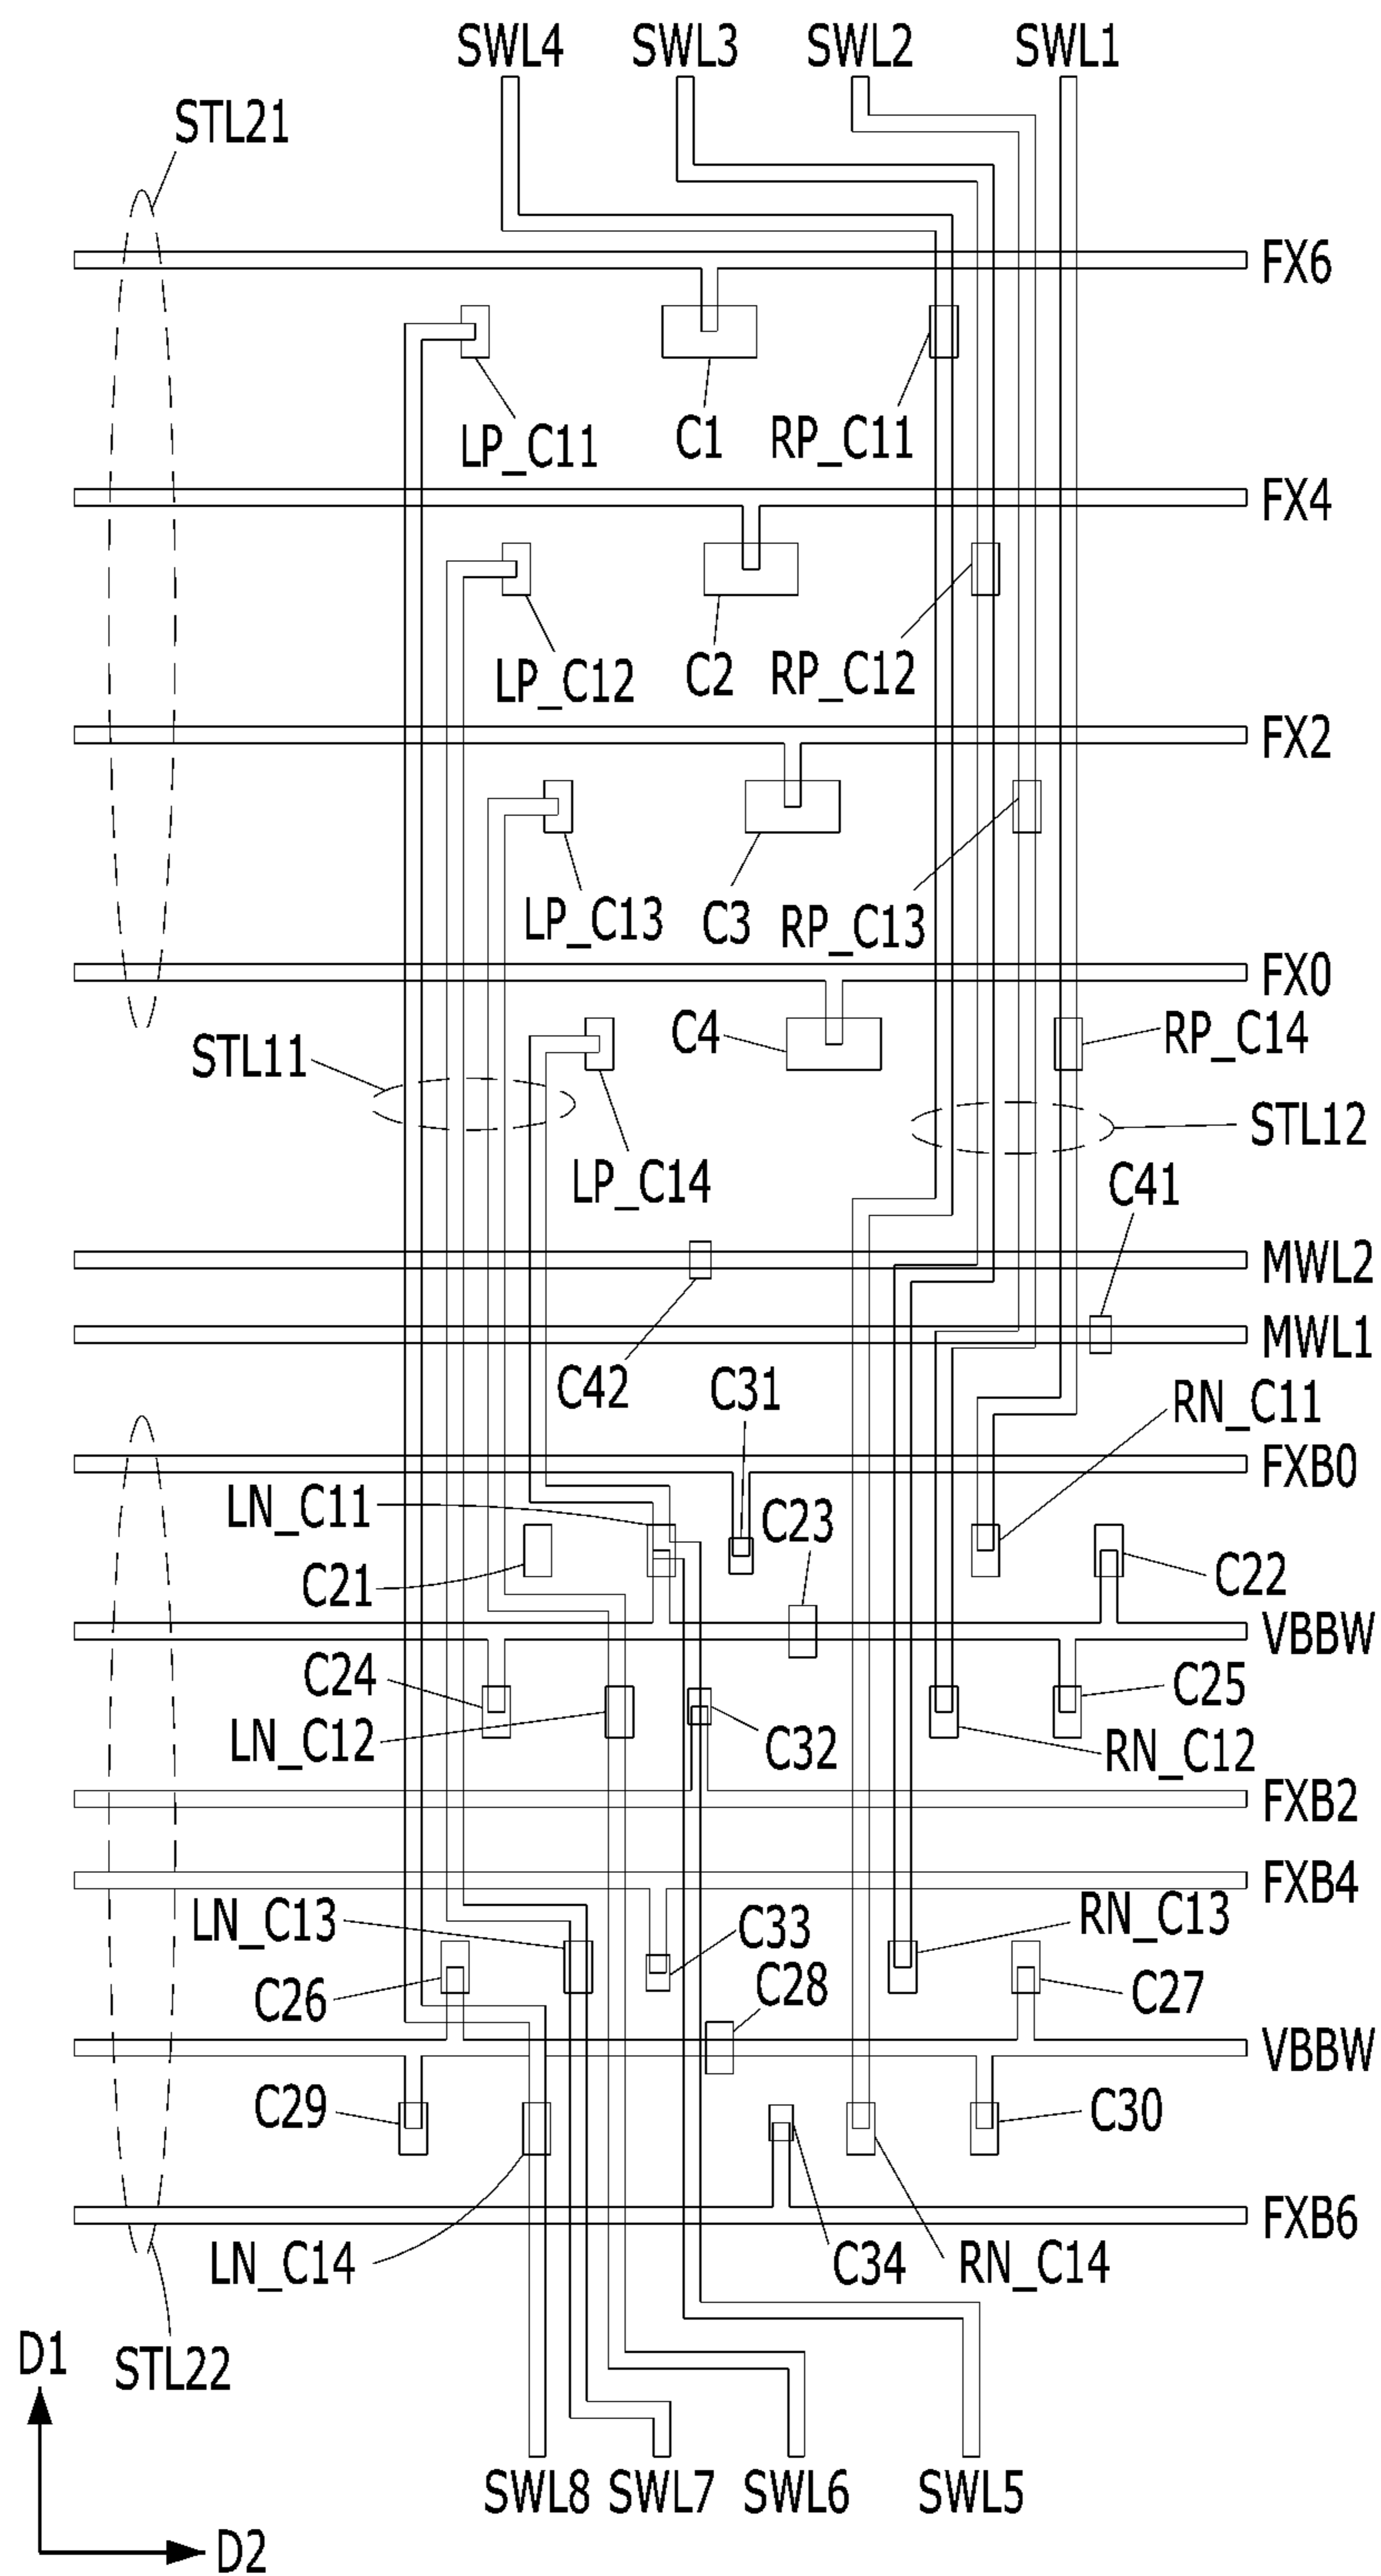 SWL4 SWL3 SWL2 SWL1
STL21
FX6
LP_C11 C1 RP_C11
FX4
LP_C12 C2 RP_C12
FX2
LP_C13 C3 RP_C13
FX0
STL11 C4 RP_C14
STL12
LP_C14 C41
MWL2
MWL1
C42 C31 RN_C11
FXB0
LN_C11 C23
C21 C22
VBBW
C24 C25
LN_C12 C32 RN_C12
FXB2
FXB4
LN_C13 C33 RN_C13
C26 C28 C27
VBBW
C29 C30
FXB6
LN_C14 C34 RN_C14
D1 STL22
SWL8 SWL7 SWL6 SWL5
D2